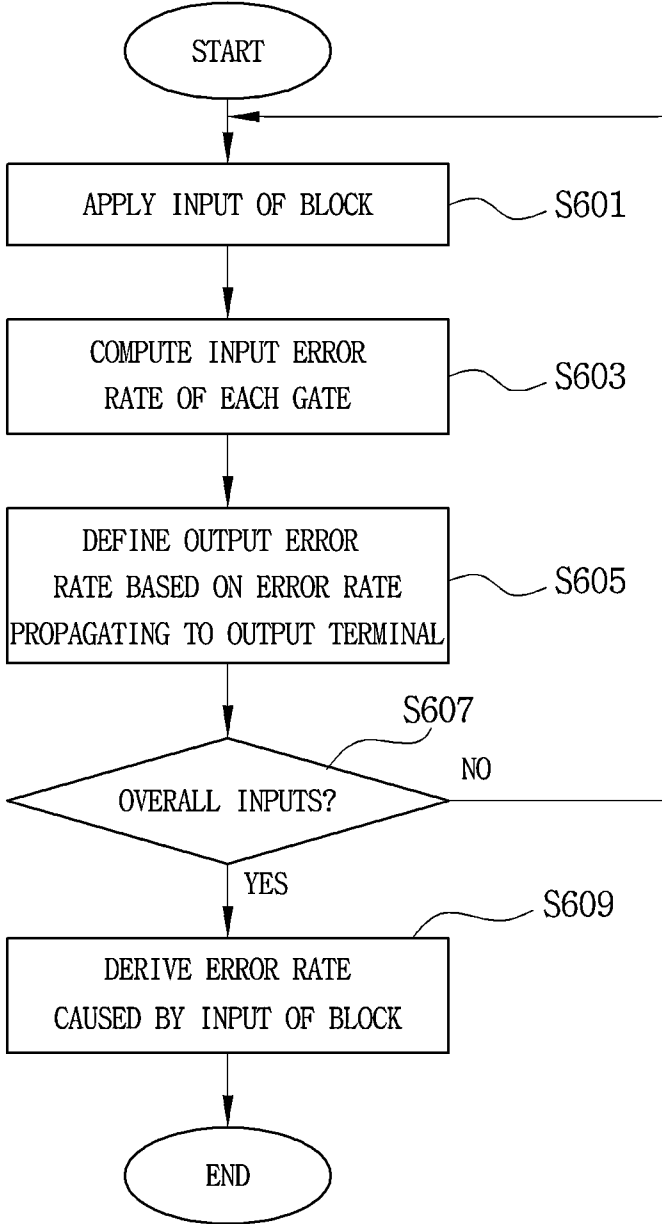 START
APPLY INPUT OF BLOCK
S601
COMPUTE INPUT ERROR
RATE OF EACH GATE
S603
DEFINE OUTPUT ERROR
RATE BASED ON ERROR RATE
PROPAGATING TO OUTPUT TERMINAL
S605
S607
OVERALL INPUTS?
NO
YES
S609
DERIVE ERROR RATE
CAUSED BY INPUT OF BLOCK
END